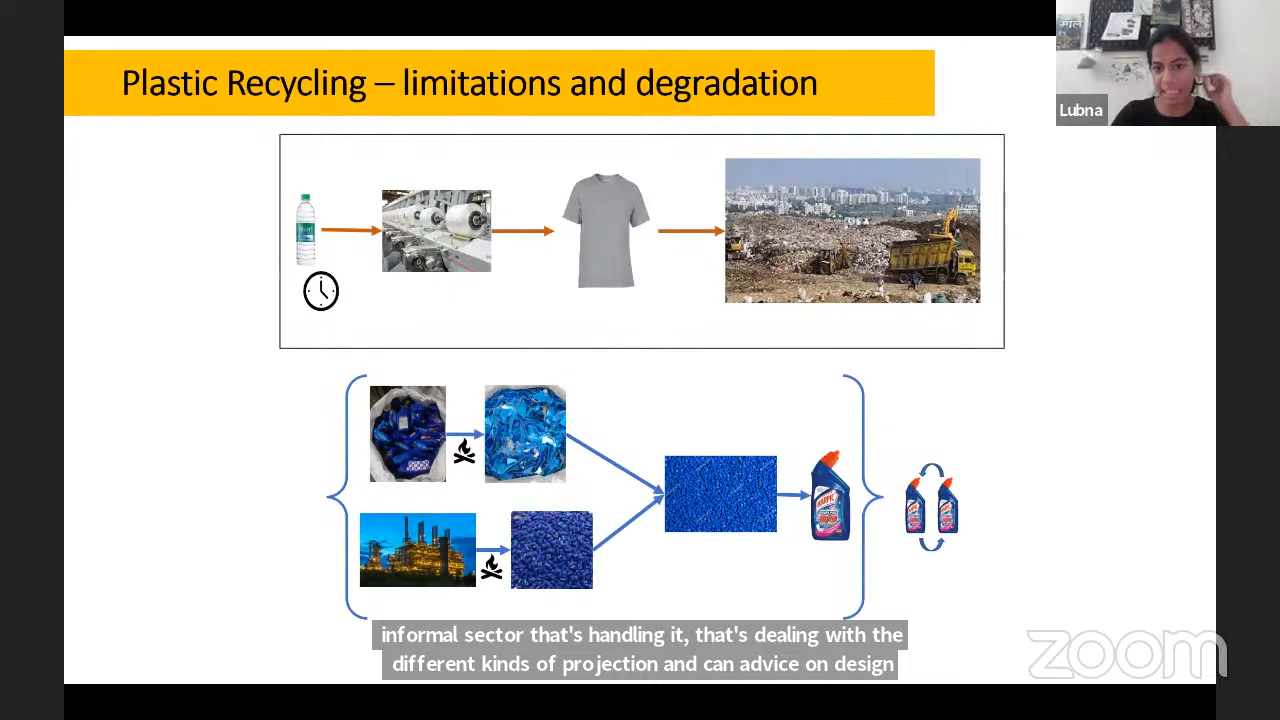 Plastic Recycling – limitations and degradation
Lubna
HARPIC
informal sector that's handling it, that's dealing with the
different kinds of projection and can advice on design
zoom